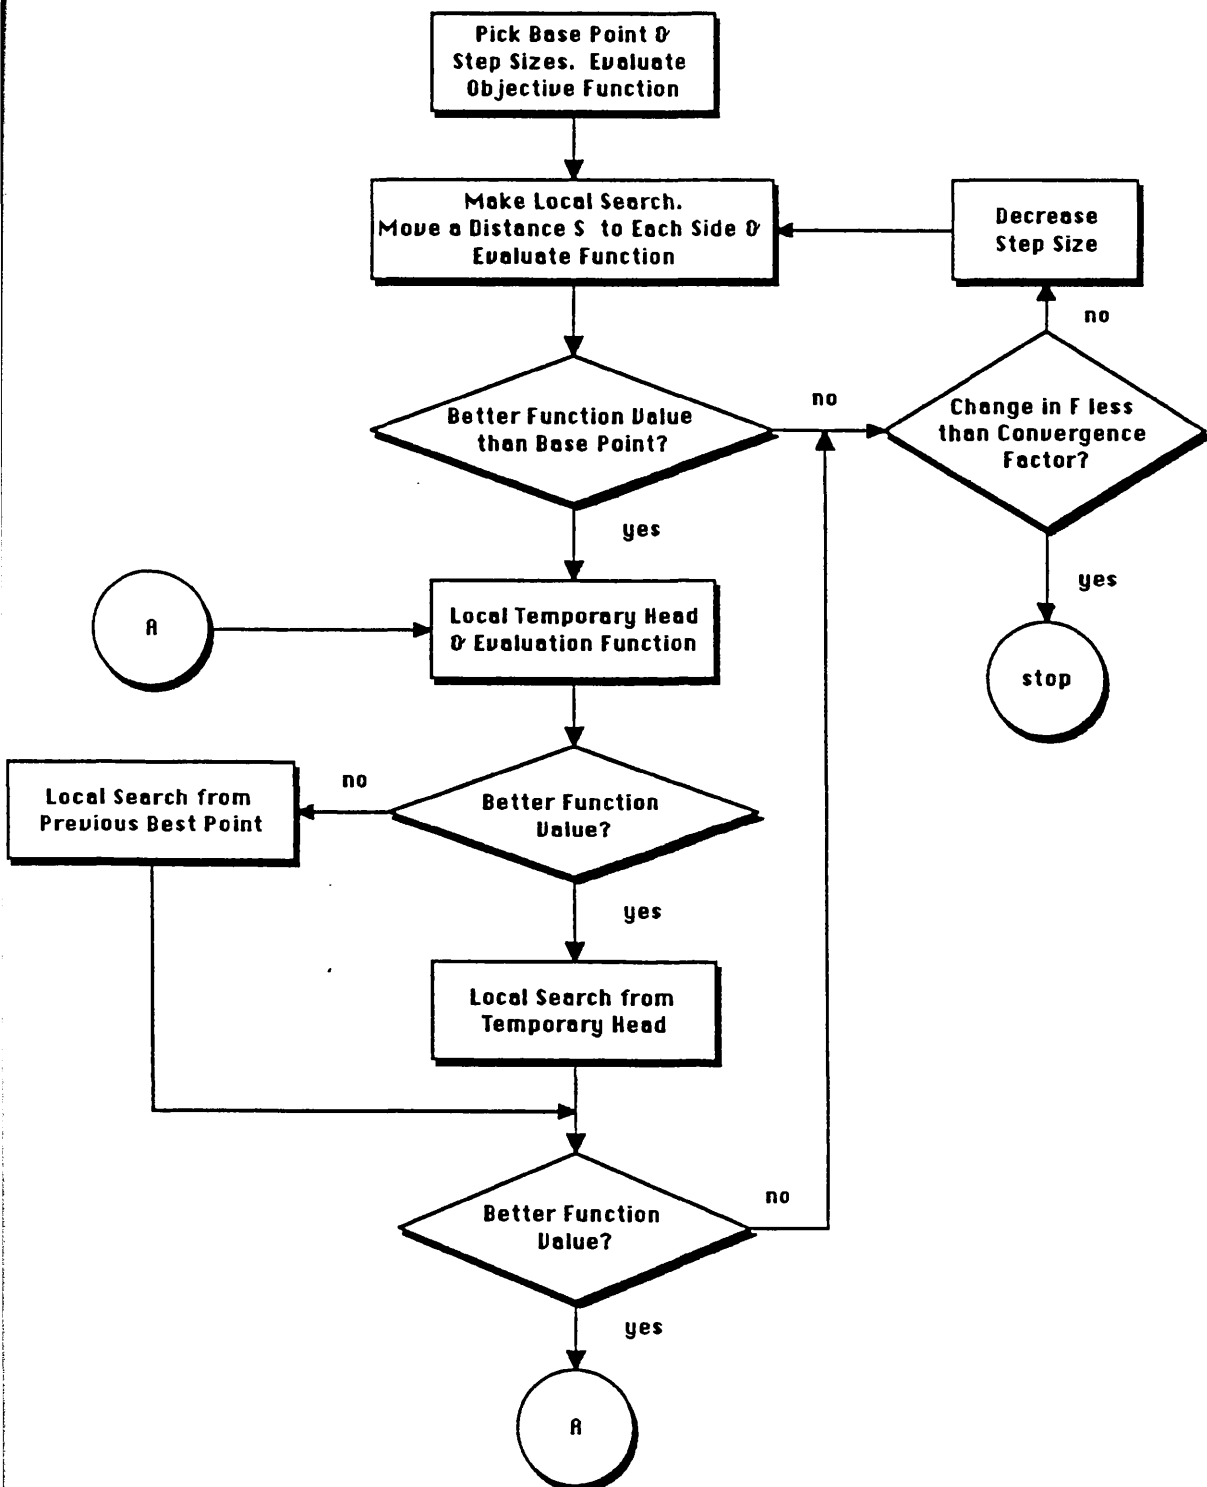 Pick Base Point &
Step Sizes. Evaluate
Objective Function
Make Local Search.
Move a Distance S to Each Side &
Evaluate Function
Decrease
Step Size
no
Better Function Value
than Base Point?
no
Change in F less
than Convergence
Factor?
yes
yes
A
Local Temporary Head
& Evaluation Function
stop
no
Local Search from
Previous Best Point
Better Function
Value?
yes
Local Search from
Temporary Head
no
Better Function
Value?
yes
A